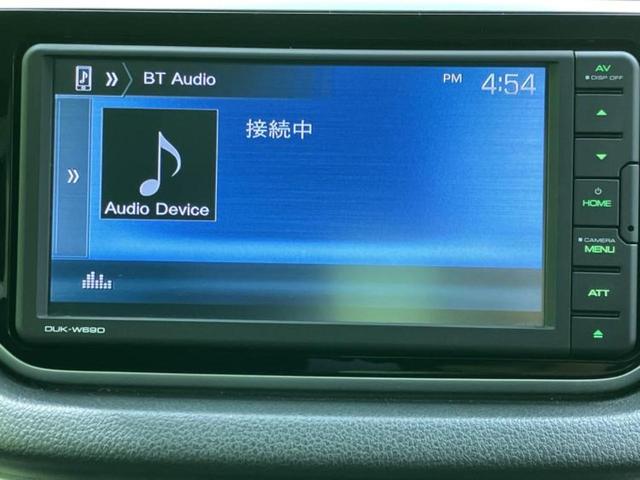 BT Audio
PM 4:54
接続中
Audio Device
AV
DISP OFF
HOME
CAMERA
MENU
ATT
DUK-W69D